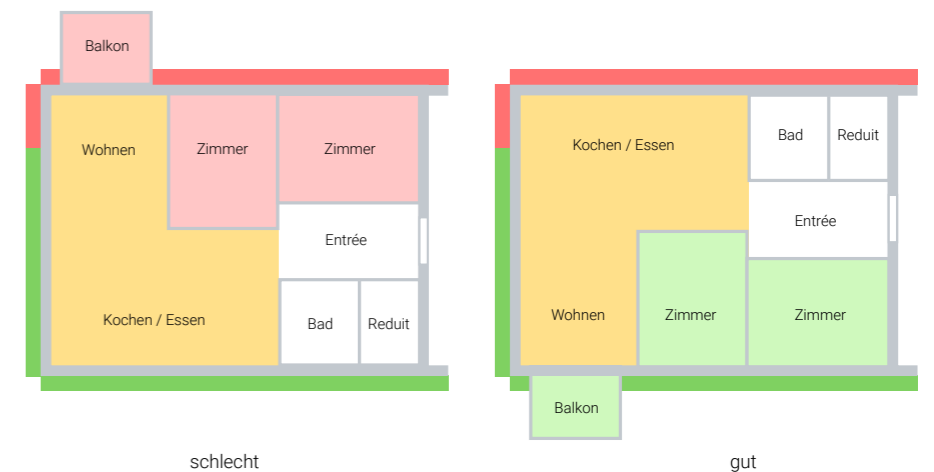 Balkon
Wohnen
Zimmer
Zimmer
Entrée
Kochen / Essen
Bad
Reduit
schlecht
Kochen / Essen
Bad
Reduit
Entrée
Wohnen
Zimmer
Zimmer
Balkon
gut